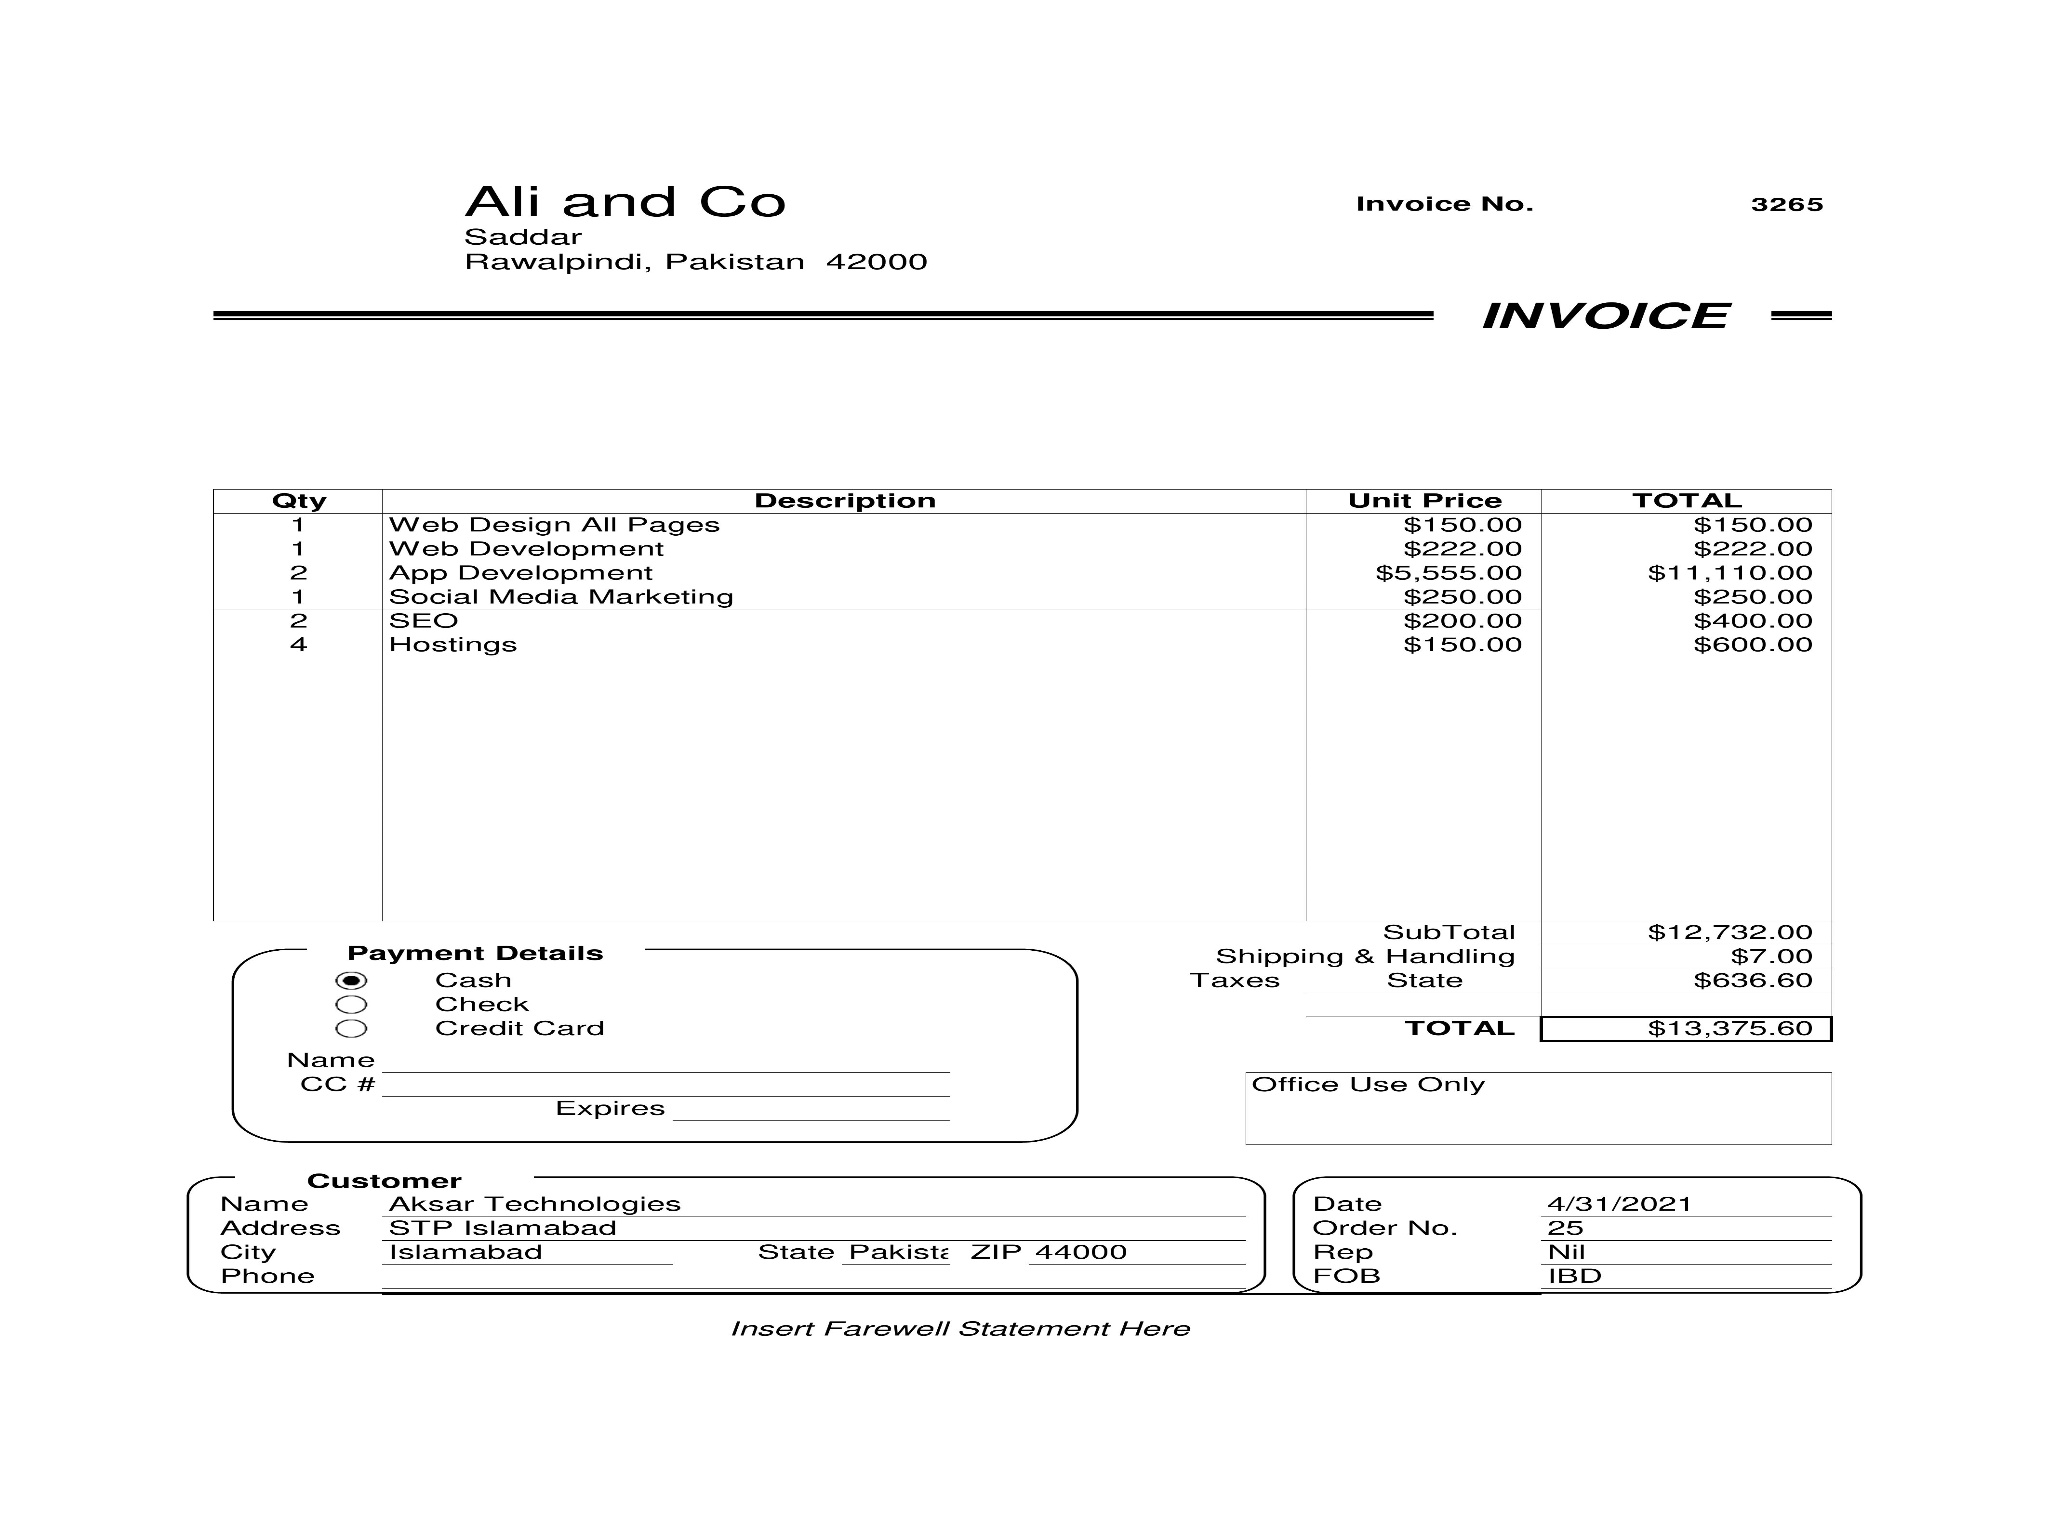 Ali and Co
Invoice No. 3265
Saddar
Rawalpindi, Pakistan 42000
INVOICE
Qty Description Unit Price TOTAL
1 Web Design All Pages $150.00 $150.00
1 Web Development $222.00 $222.00
2 App Development $5,555.00 $11,110.00
1 Social Media Marketing $250.00 $250.00
2 SEO $200.00 $400.00
4 Hostings $150.00 $600.00
SubTotal $12,732.00
Shipping & Handling $7.00
Taxes State $636.60
TOTAL $13,375.60
Payment Details
Cash
Check
Credit Card
Name
CC #
Expires
Office Use Only
Customer
Name Aksar Technologies
Address STP Islamabad
City Islamabad State Pakista ZIP 44000
Phone
Date 4/31/2021
Order No. 25
Rep Nil
FOB IBD
Insert Farewell Statement Here